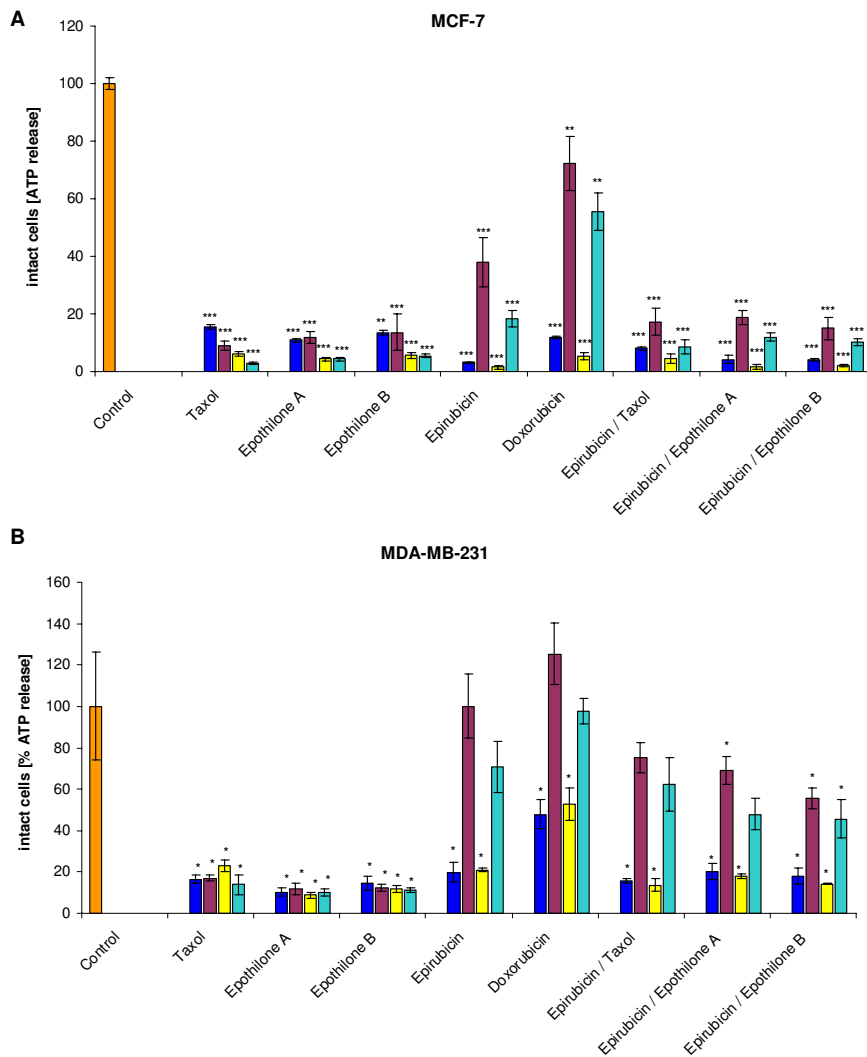 A
MCF-7
intact cells [ATP release]
120
100
80
60
40
20
0
*** *** *** ***
*** *** *** ***
** *** *** ***
*** *** *** ***
*** ** *** **
*** *** *** ***
*** *** *** ***
*** *** *** ***
Control
Taxol
Epothilone A
Epothilone B
Epirubicin
Doxorubicin
Epirubicin / Taxol
Epirubicin / Epothilone A
Epirubicin / Epothilone B
B
MDA-MB-231
intact cells [% ATP release]
160
140
120
100
80
60
40
20
0
* * * *
* * * *
* * * *
* *
* *
* *
* * *
* * * *
Control
Taxol
Epothilone A
Epothilone B
Epirubicin
Doxorubicin
Epirubicin / Taxol
Epirubicin / Epothilone A
Epirubicin / Epothilone B